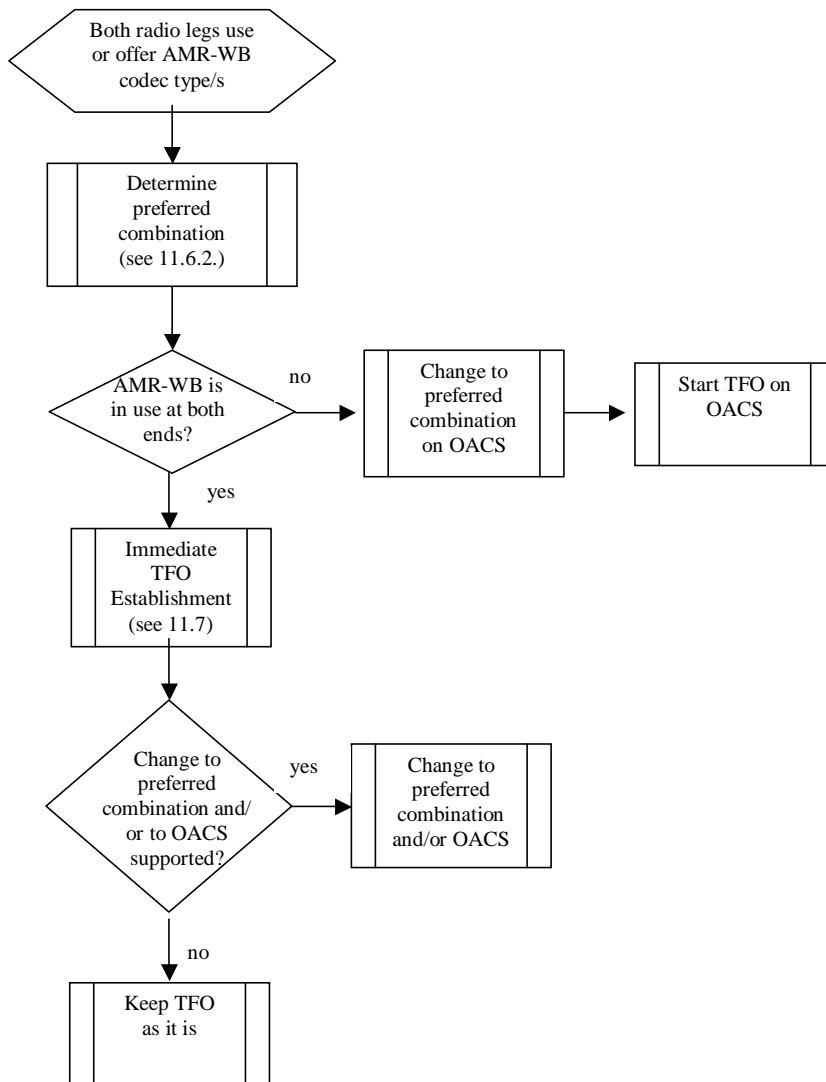 Both radio legs use
or offer AMR-WB
codec type/s
Determine
preferred
combination
(see 11.6.2.)
AMR-WB is
in use at both
ends?
no
Change to
preferred
combination
on OACS
Start TFO on
OACS
yes
Immediate
TFO
Establishment
(see 11.7)
Change to
preferred
combination and/
or to OACS
supported?
yes
Change to
preferred
combination
and/or OACS
no
Keep TFO
as it is